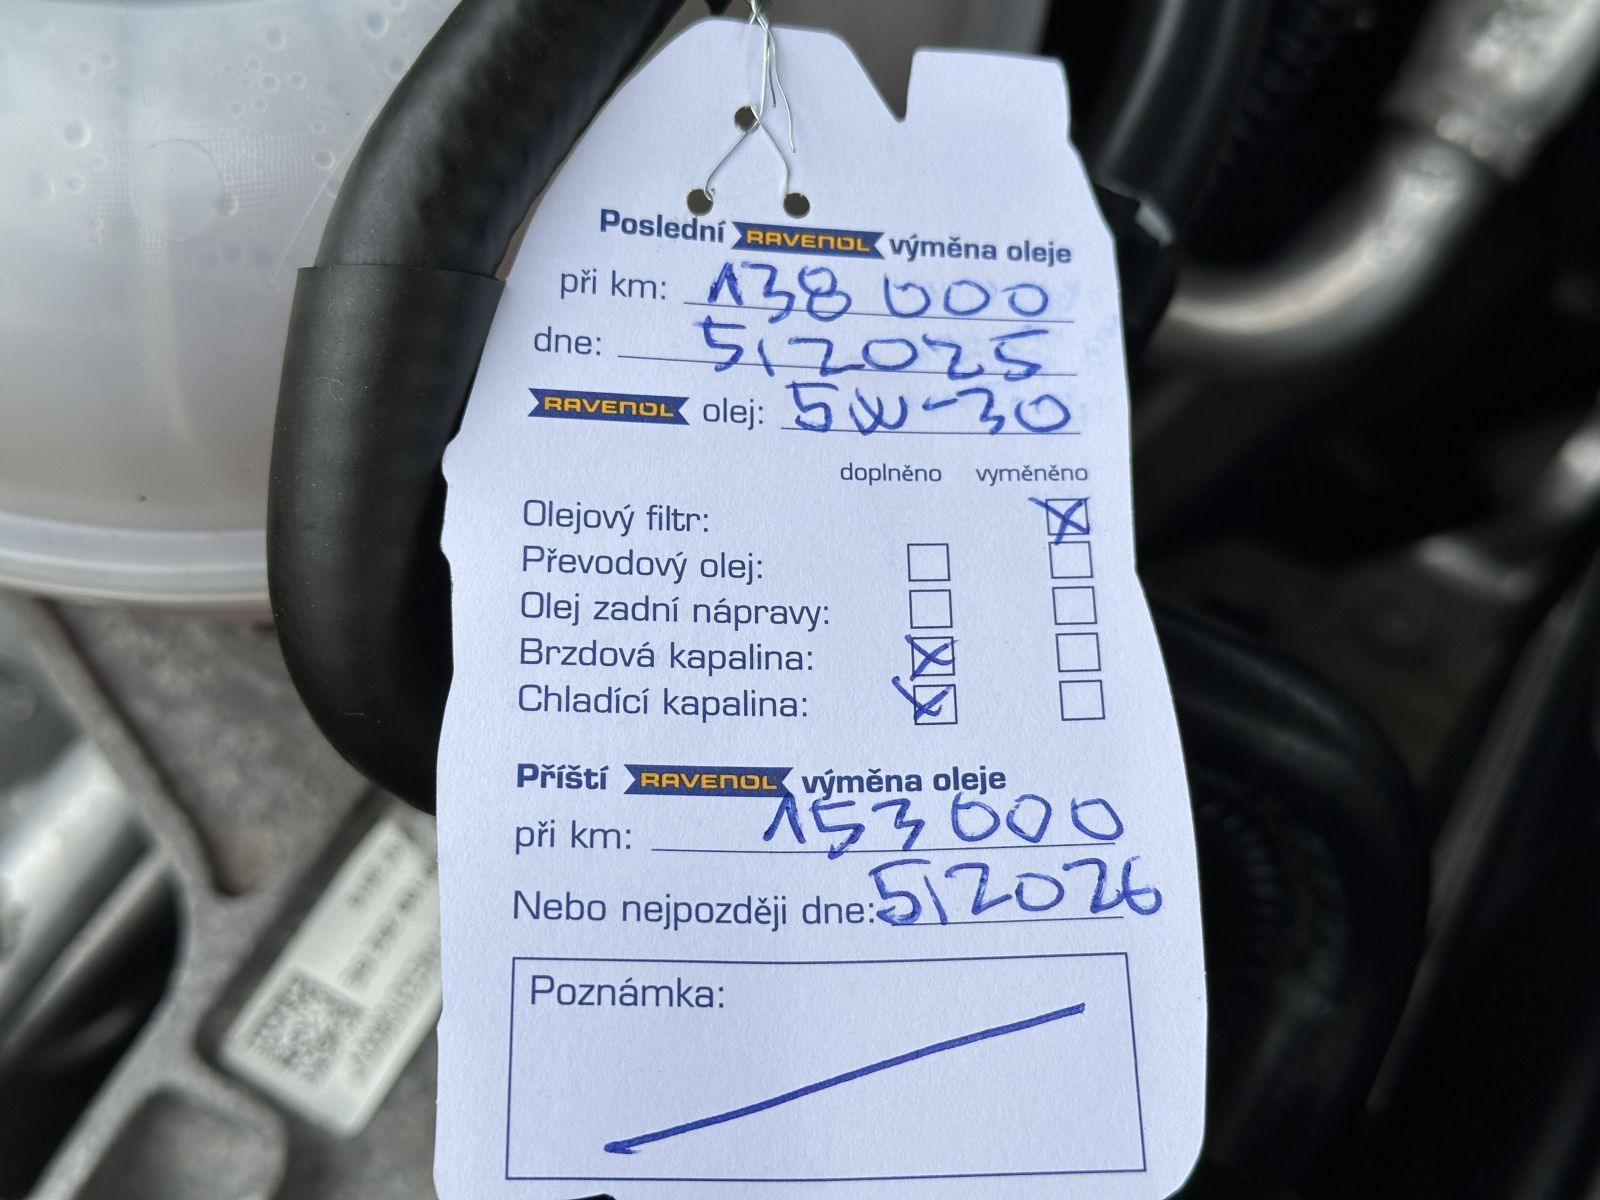 Poslední RAVENOL výměna oleje
při km: 138 000
dne: 5/2025
RAVENOL olej: 5W-30
doplněno vyměněno
Olejový filtr:
Převodový olej:
Olej zadní nápravy:
Brzdová kapalina:
Chladící kapalina:
Příští RAVENOL výměna oleje
při km: 153 000
Nebo nejpozději dne: 5/2026
Poznámka: